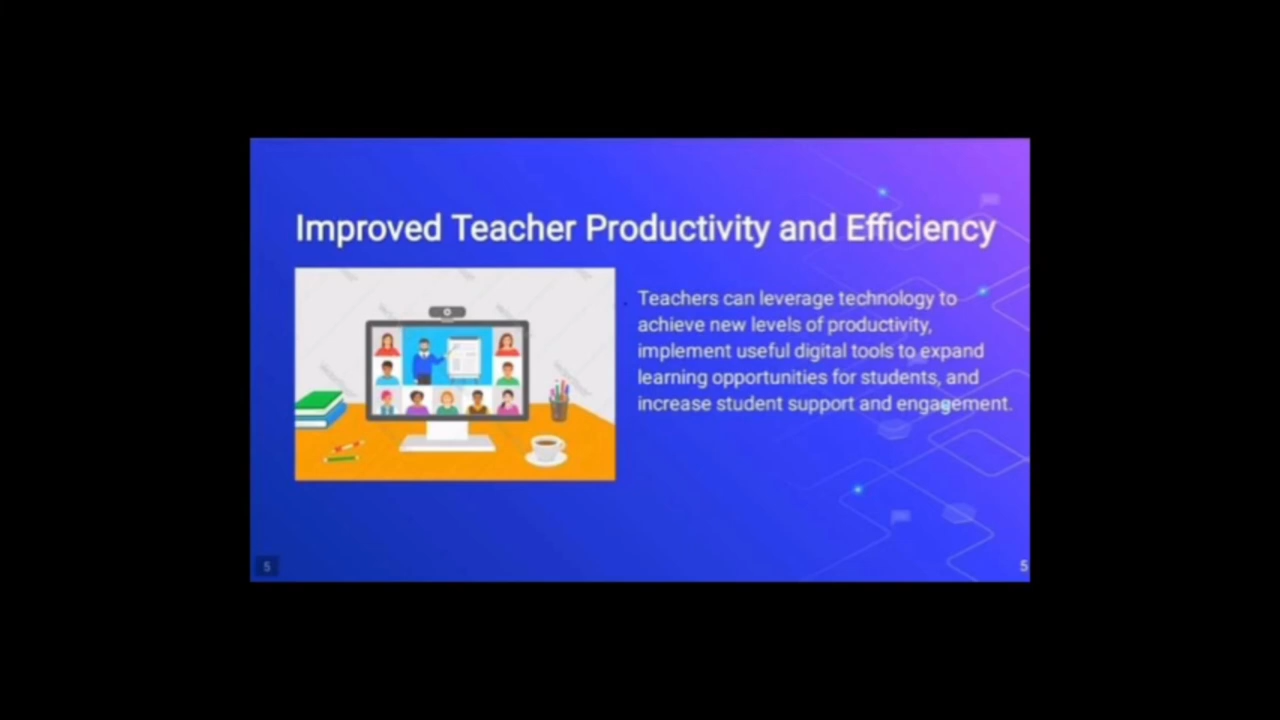 Improved Teacher Productivity and Efficiency
Teachers can leverage technology to
achieve new levels of productivity,
implement useful digital tools to expand
learning opportunities for students, and
increase student support and engagement.
5
5